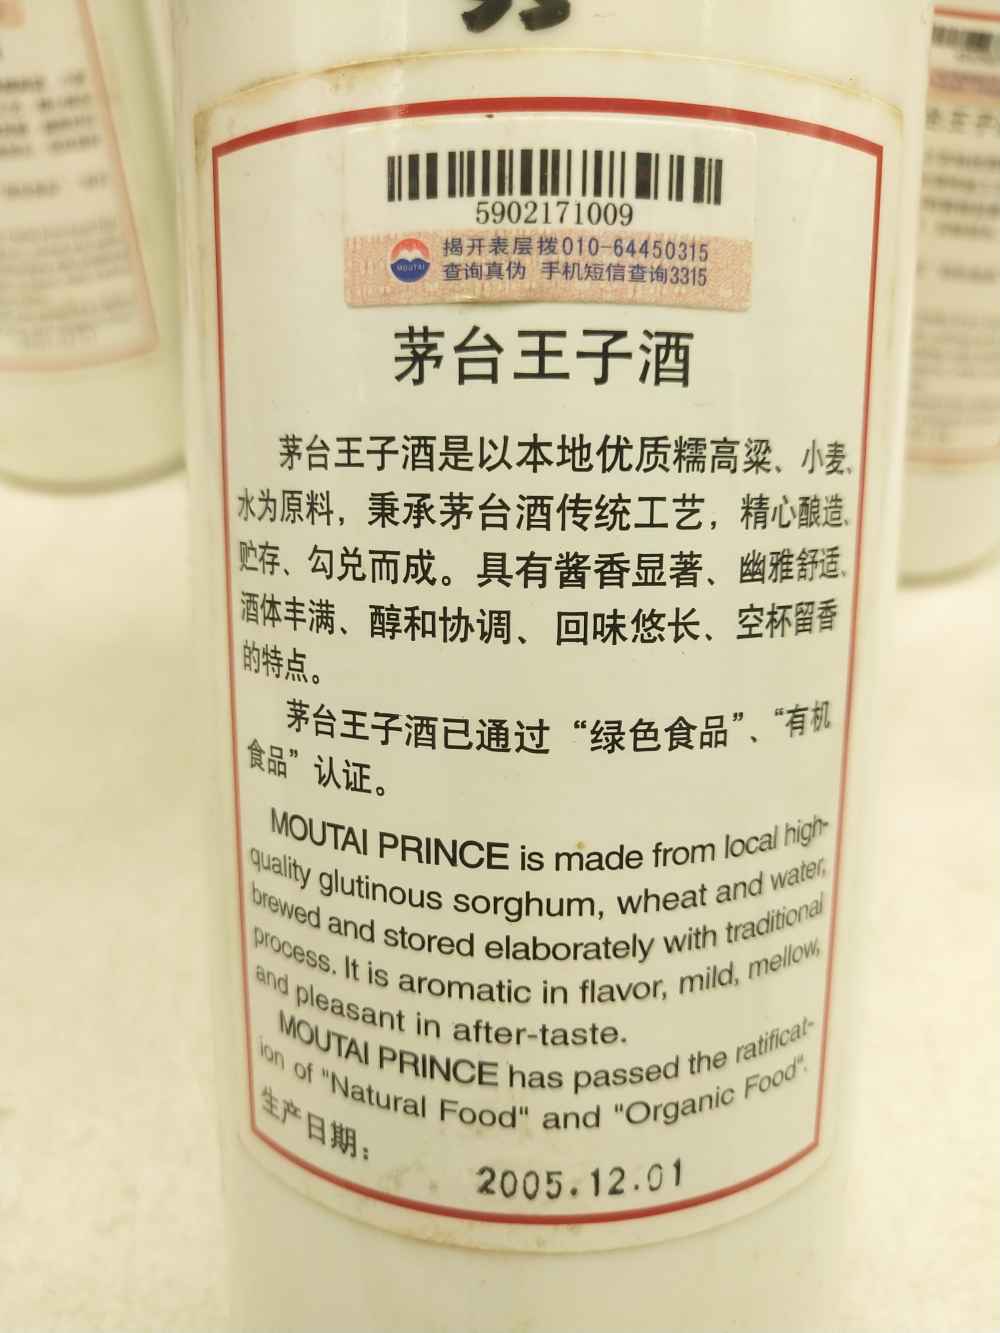 5902171009
MOUTAI
揭开表层拨010-64450315
查询真伪 手机短信查询3315
茅台王子酒
茅台王子酒是以本地优质糯高粱、小麦、
水为原料，秉承茅台酒传统工艺，精心酿造、
贮存、勾兑而成。具有酱香显著、幽雅舒适、
酒体丰满、醇和协调、回味悠长、空杯留香
的特点。
茅台王子酒已通过“绿色食品”、“有机
食品”认证。
MOUTAI PRINCE is made from local high-
quality glutinous sorghum, wheat and water,
brewed and stored elaborately with traditional
process. It is aromatic in flavor, mild, mellow,
and pleasant in after-taste.
MOUTAI PRINCE has passed the ratificat-
ion of "Natural Food" and "Organic Food".
生产日期：
2005.12.01